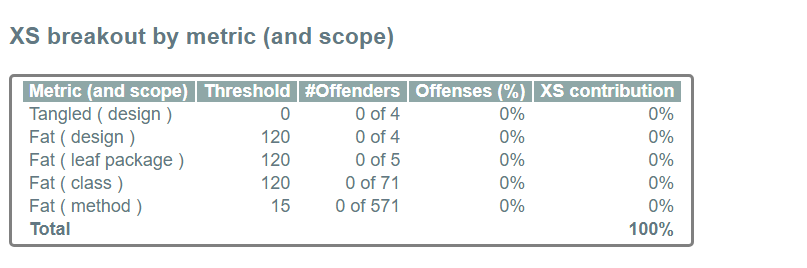 XS breakout by metric (and scope)
Metric (and scope) Threshold #Offenders Offenses (%) XS contribution
Tangled ( design ) 0 0 of 4 0% 0%
Fat ( design ) 120 0 of 4 0% 0%
Fat ( leaf package ) 120 0 of 5 0% 0%
Fat ( class ) 120 0 of 71 0% 0%
Fat ( method ) 15 0 of 571 0% 0%
Total 100%